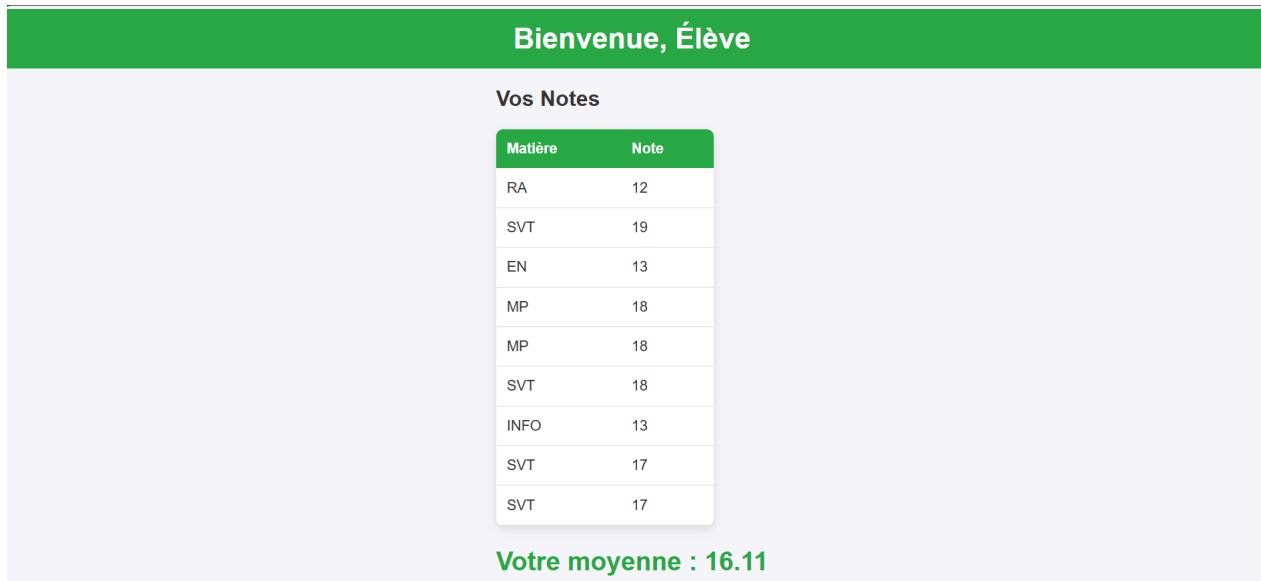 Bienvenue, Élève
Vos Notes
Matière Note
RA 12
SVT 19
EN 13
MP 18
MP 18
SVT 18
INFO 13
SVT 17
SVT 17
Votre moyenne : 16.11